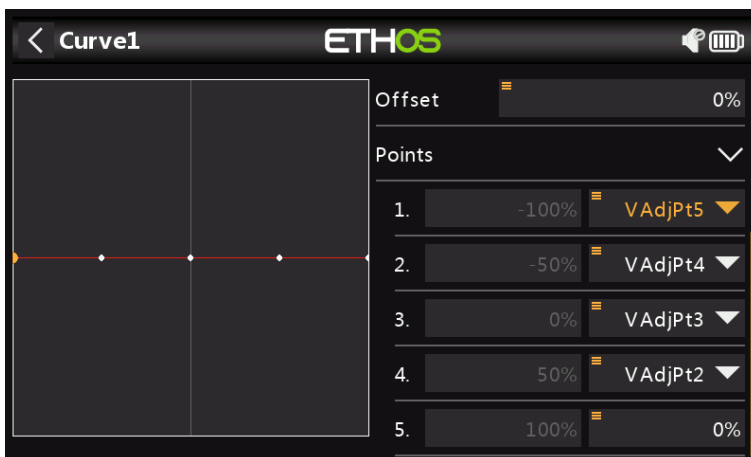 Curve1 ETHOS
Offset 0%
Points
1. -100% VAdjPt5
2. -50% VAdjPt4
3. 0% VAdjPt3
4. 50% VAdjPt2
5. 100% 0%